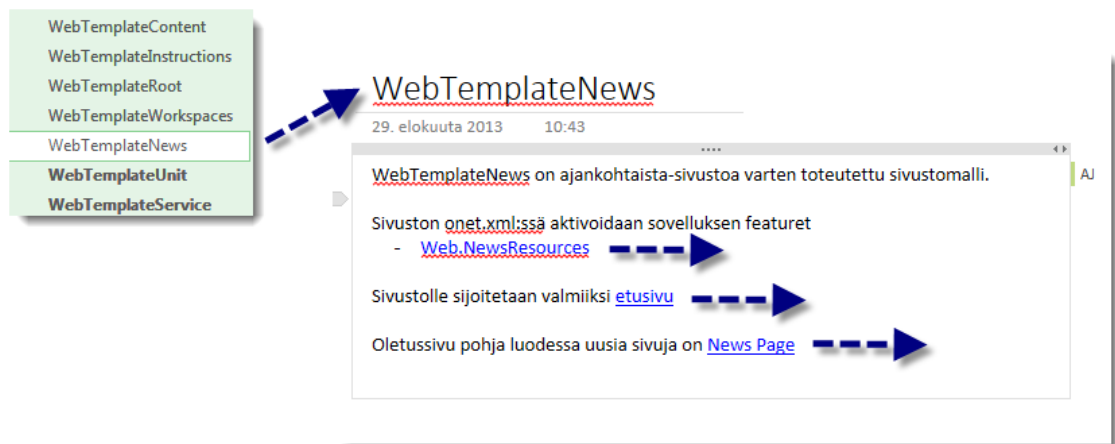 WebTemplateContent
WebTemplateInstructions
WebTemplateRoot
WebTemplateWorkspaces
WebTemplateNews
WebTemplateUnit
WebTemplateService
WebTemplateNews
29. elokuuta 2013 10:43
WebTemplateNews on ajankohtaista-sivustoa varten toteutettu sivustomalli.
AJ
Sivuston onet.xml:ssä aktivoidaan sovelluksen featuret
- Web.NewsResources
Sivustolle sijoitetaan valmiiksi etusivu
Oletussivu pohja luodessa uusia sivuja on News Page